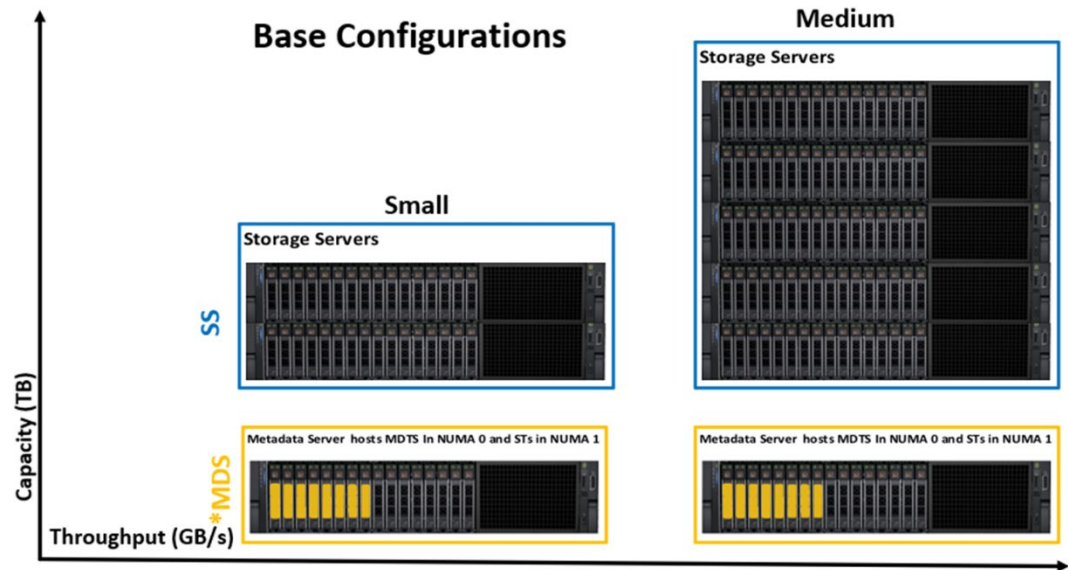 Base Configurations
Medium
Storage Servers
Small
Storage Servers
SS
Capacity (TB)
*MDS
Metadata Server hosts MDTS In NUMA 0 and STs in NUMA 1
Metadata Server hosts MDTS In NUMA 0 and STs in NUMA 1
Throughput (GB/s)